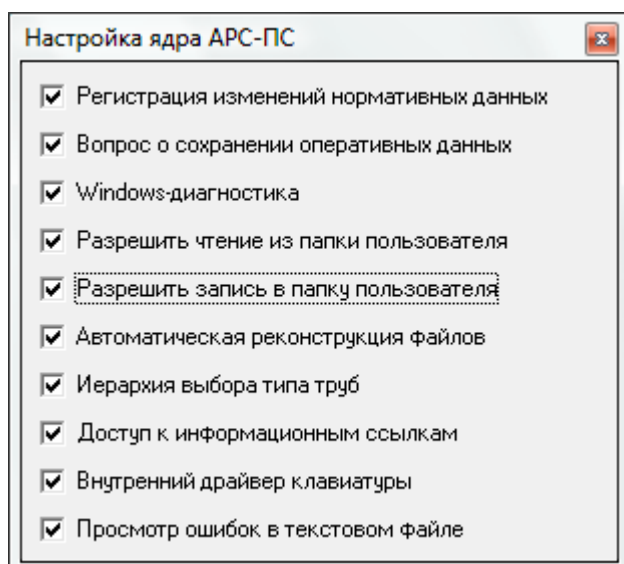 Настройка ядра АРС-ПС
Регистрация изменений нормативных данных
Вопрос о сохранении оперативных данных
Windows-диагностика
Разрешить чтение из папки пользователя
Разрешить запись в папку пользователя
Автоматическая реконструкция файлов
Иерархия выбора типа труб
Доступ к информационным ссылкам
Внутренний драйвер клавиатуры
Просмотр ошибок в текстовом файле